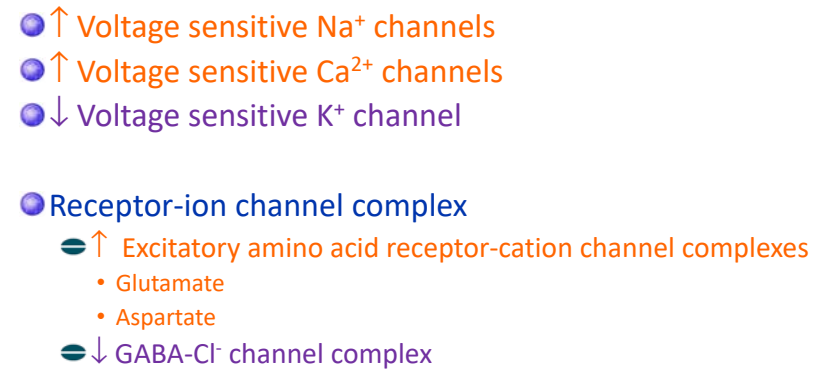 ↑ Voltage sensitive Na⁺ channels
↑ Voltage sensitive Ca²⁺ channels
↓ Voltage sensitive K⁺ channel
Receptor-ion channel complex
↑ Excitatory amino acid receptor-cation channel complexes
• Glutamate
• Aspartate
↓ GABA-Cl⁻ channel complex